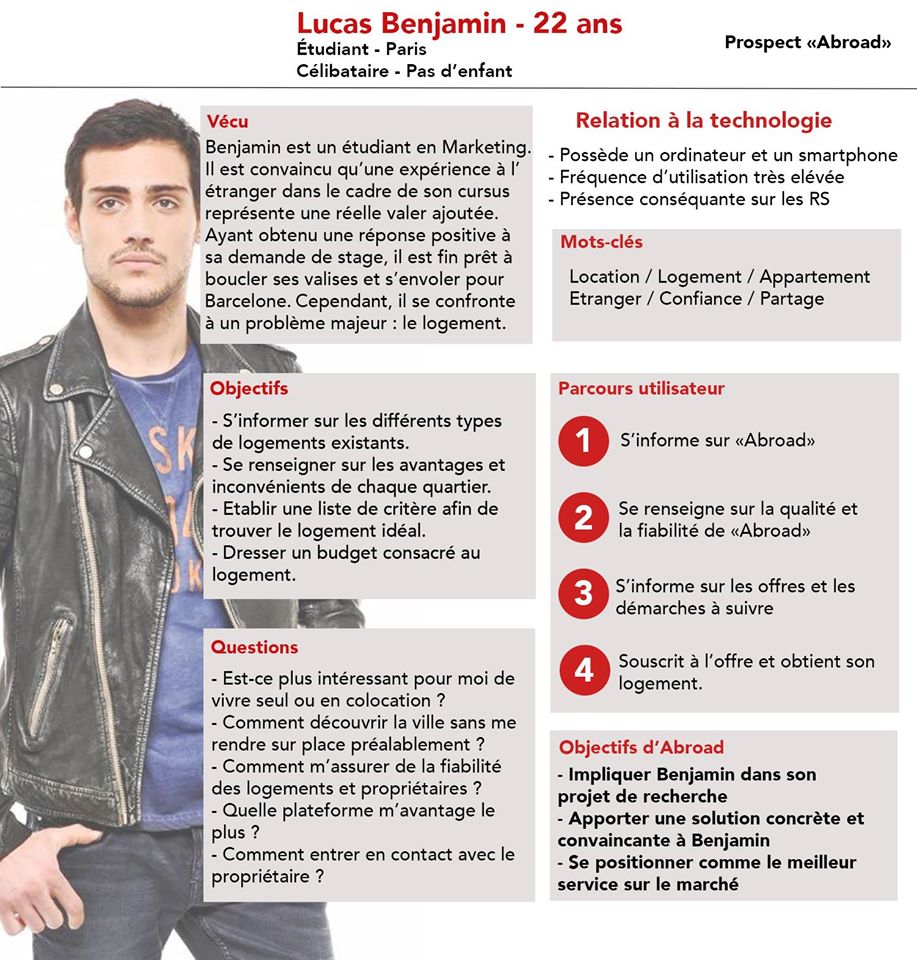 Lucas Benjamin - 22 ans
Étudiant - Paris
Célibataire - Pas d’enfant
Prospect «Abroad»
Vécu
Benjamin est un étudiant en Marketing.
Il est convaincu qu’une expérience à l’
étranger dans le cadre de son cursus
représente une réelle valer ajoutée.
Ayant obtenu une réponse positive à
sa demande de stage, il est fin prêt à
boucler ses valises et s’envoler pour
Barcelone. Cependant, il se confronte
à un problème majeur : le logement.
Relation à la technologie
- Possède un ordinateur et un smartphone
- Fréquence d’utilisation très elévée
- Présence conséquante sur les RS
Mots-clés
Location / Logement / Appartement
Etranger / Confiance / Partage
Objectifs
- S’informer sur les différents types
de logements existants.
- Se renseigner sur les avantages et
inconvénients de chaque quartier.
- Etablir une liste de critère afin de
trouver le logement idéal.
- Dresser un budget consacré au
logement.
Parcours utilisateur
1 S’informe sur «Abroad»
2 Se renseigne sur la qualité et
la fiabilité de «Abroad»
3 S’informe sur les offres et les
démarches à suivre
4 Souscrit à l’offre et obtient son
logement.
Questions
- Est-ce plus intéressant pour moi de
vivre seul ou en colocation ?
- Comment découvrir la ville sans me
rendre sur place préalablement ?
- Comment m’assurer de la fiabilité
des logements et propriétaires ?
- Quelle plateforme m’avantage le
plus ?
- Comment entrer en contact avec le
propriétaire ?
Objectifs d’Abroad
- Impliquer Benjamin dans son
projet de recherche
- Apporter une solution concrète et
convaincante à Benjamin
- Se positionner comme le meilleur
service sur le marché
SK